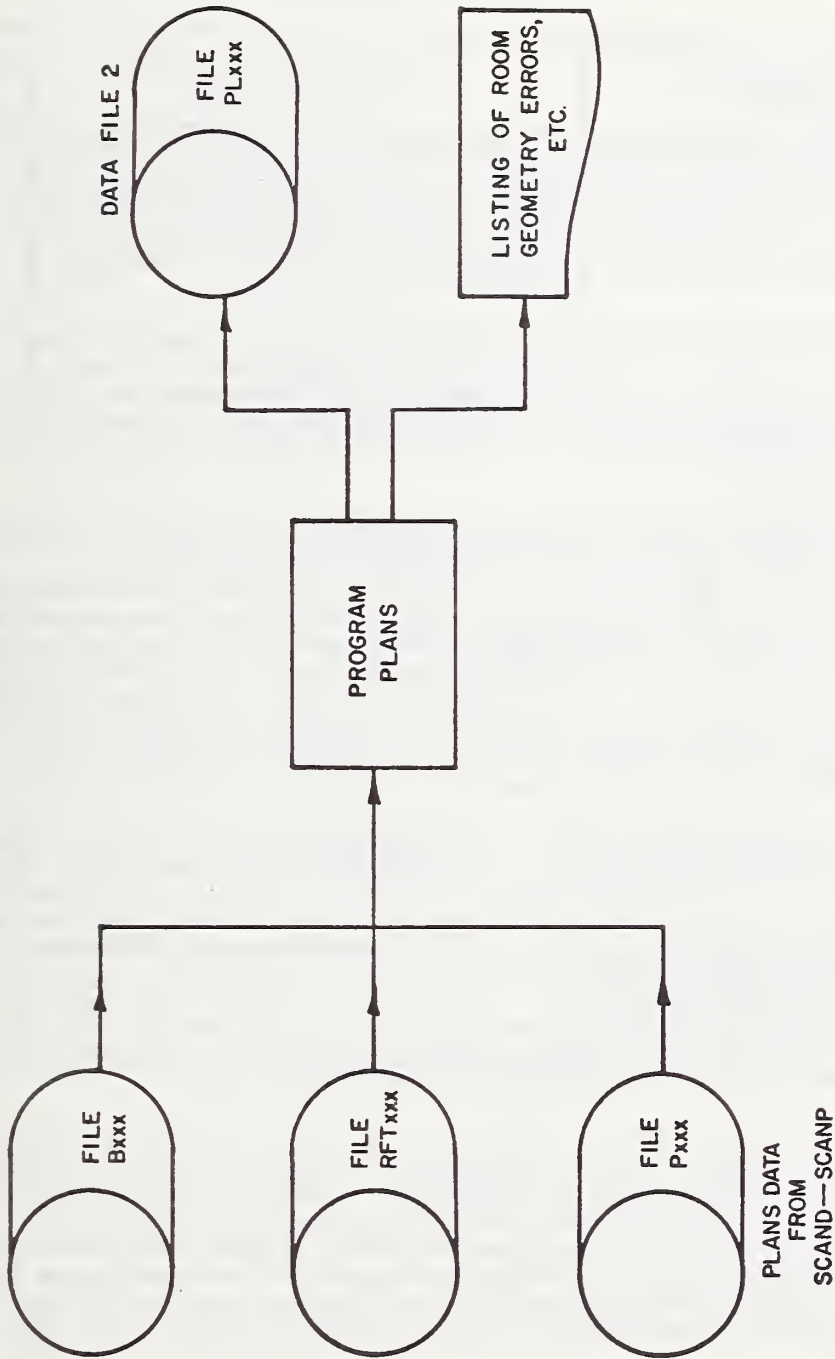 FILE
Bxxx
FILE
RFTxxx
FILE
Pxxx
PLANS DATA
FROM
SCAND — SCANP
PROGRAM
PLANS
DATA FILE 2
FILE
PLxxx
LISTING OF ROOM
GEOMETRY ERRORS,
ETC.